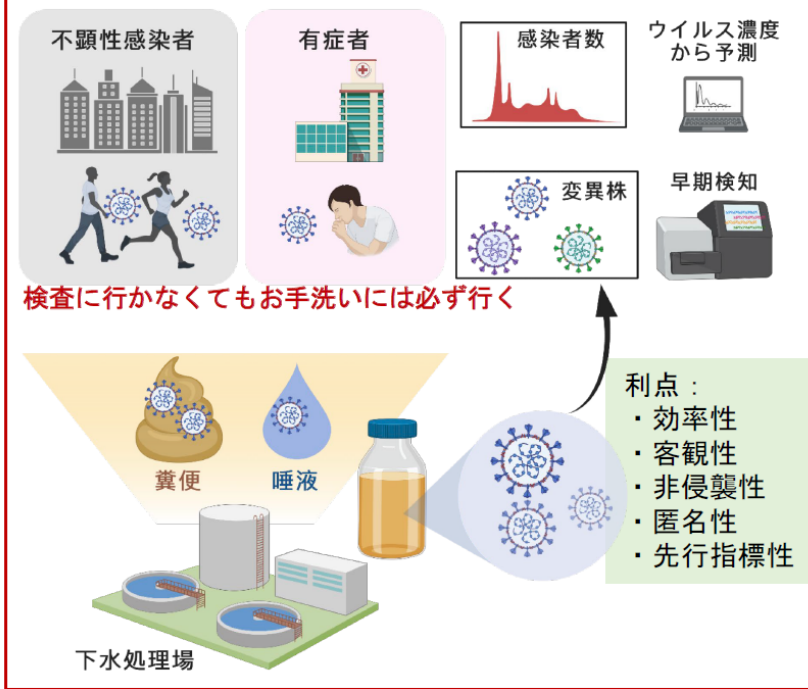 不顕性感染者
有症者
感染者数
ウイルス濃度
から予測
変異株
早期検知
検査に行かなくてもお手洗いには必ず行く
糞便
唾液
利点：
・効率性
・客観性
・非侵襲性
・匿名性
・先行指標性
下水処理場